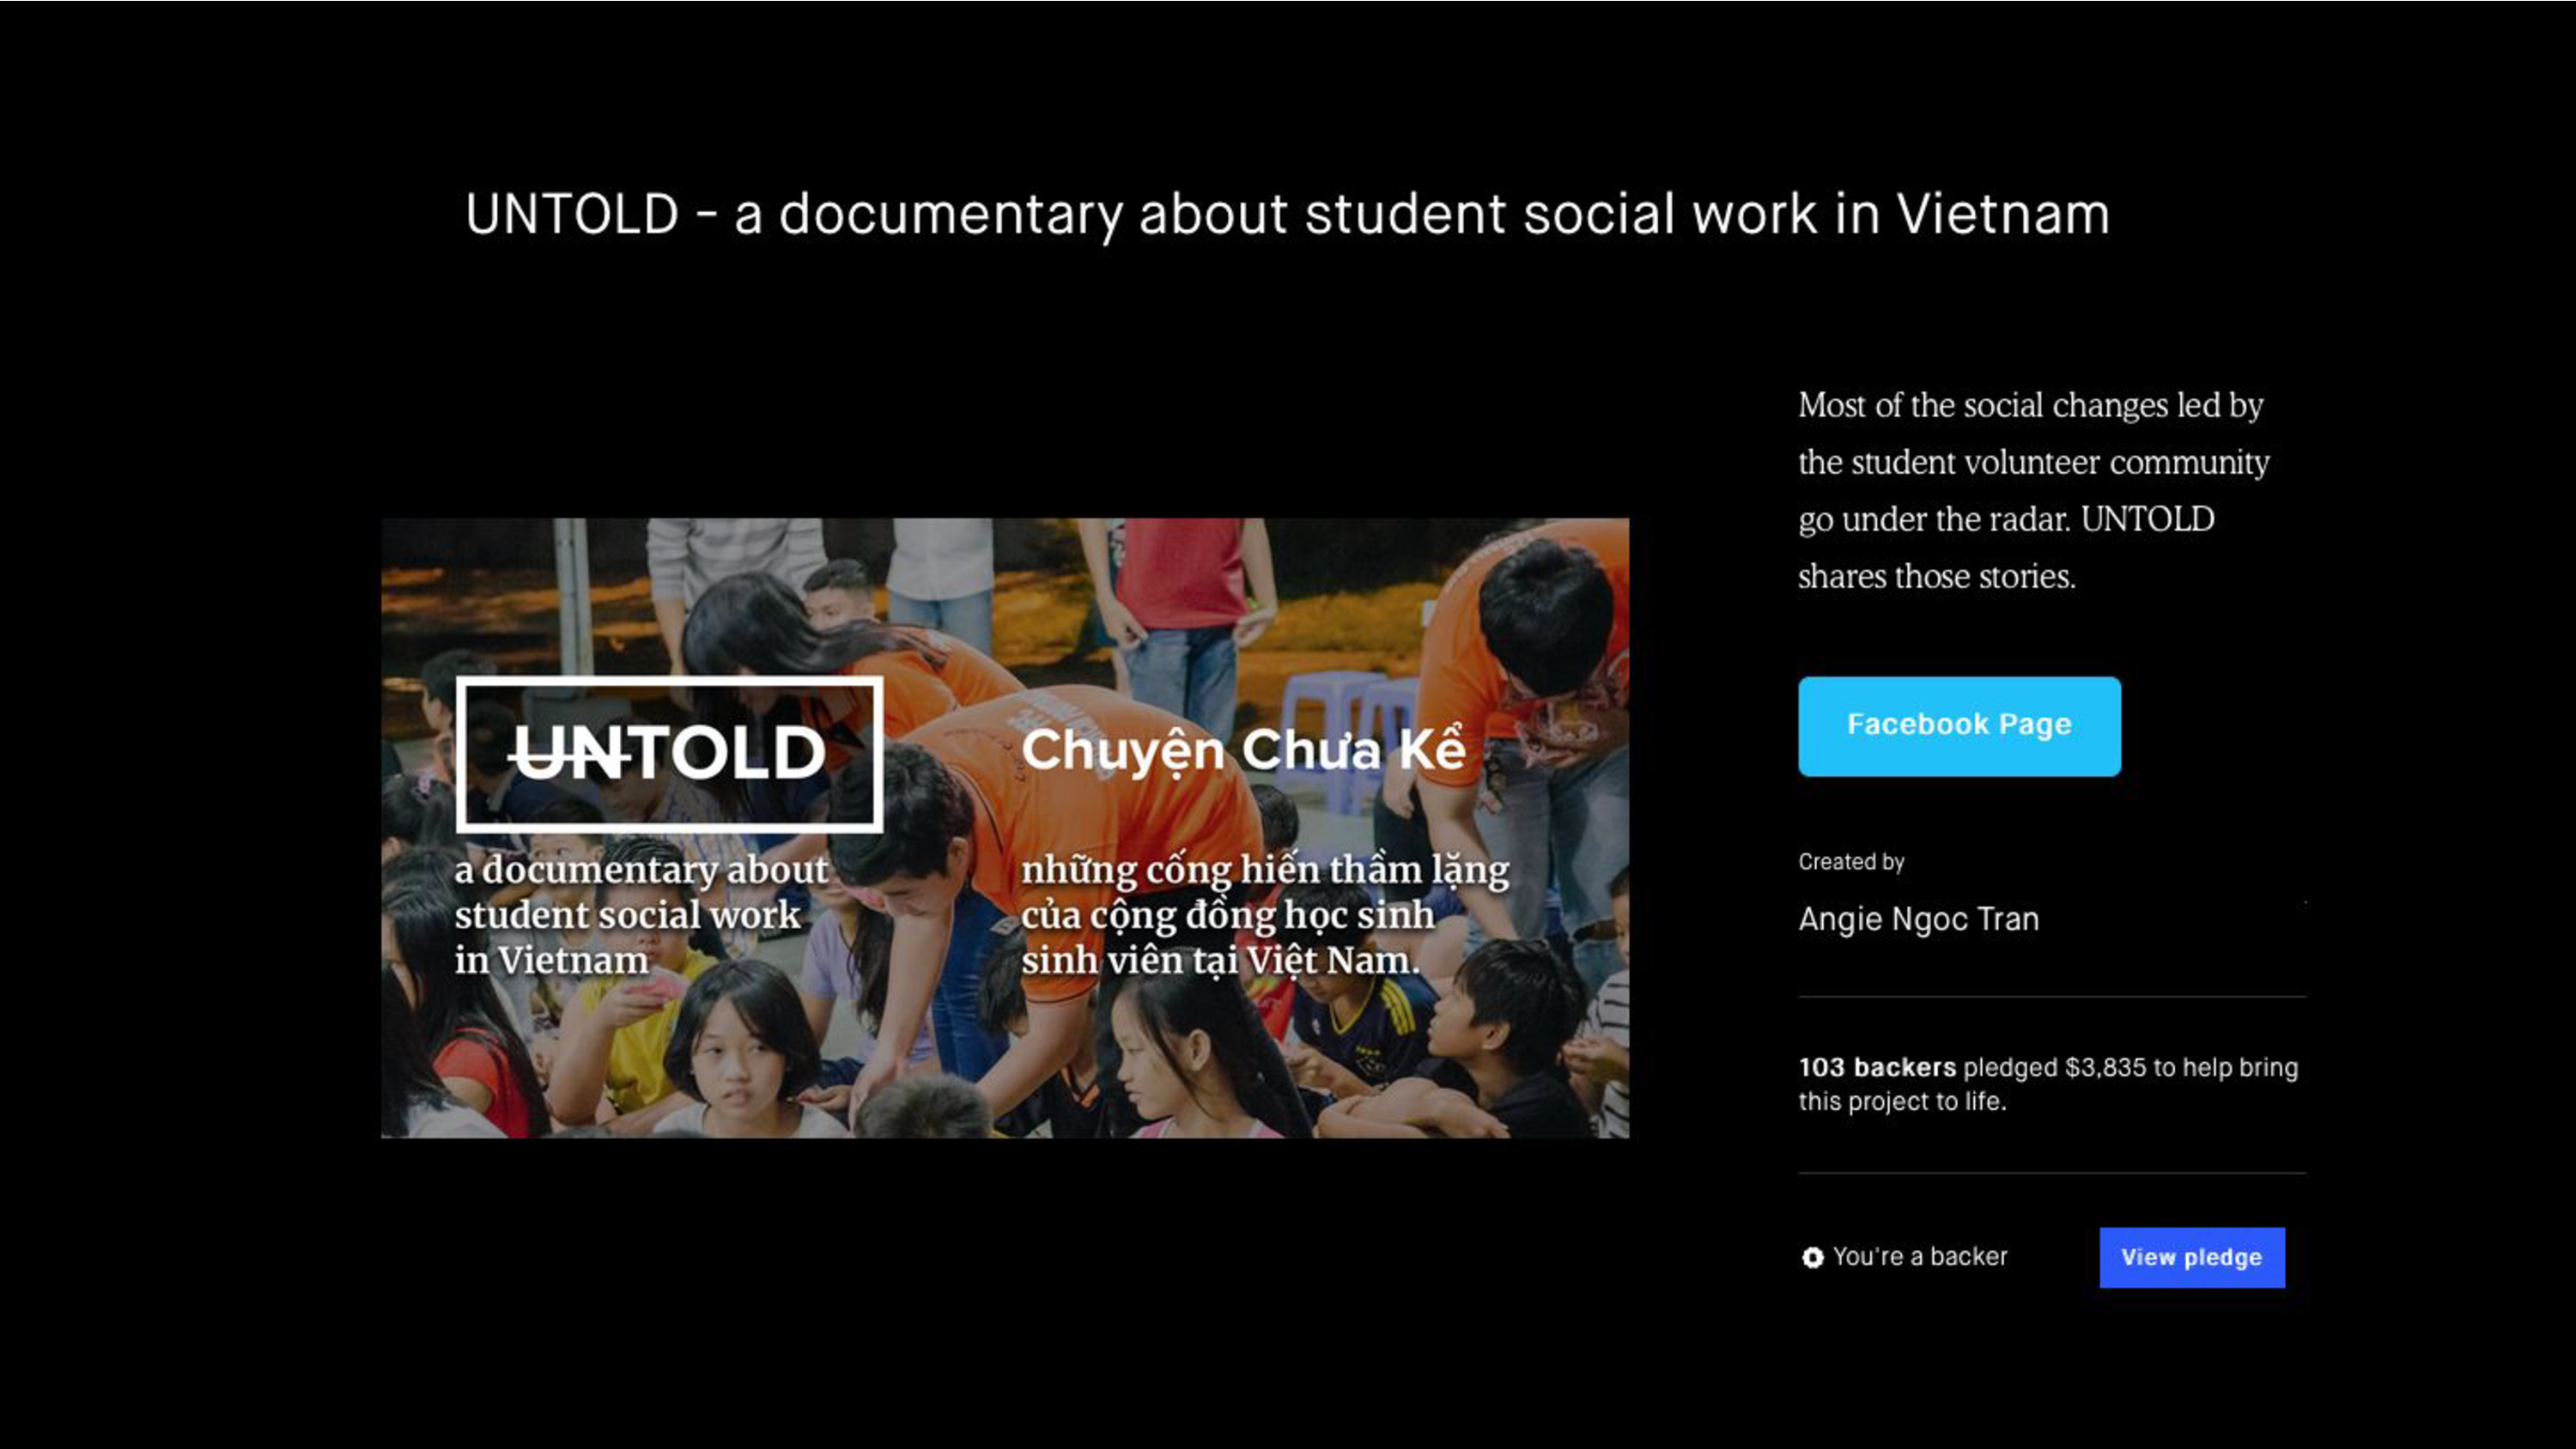 UNTOLD - a documentary about student social work in Vietnam
UNTOLD
a documentary about
student social work
in Vietnam
Chuyện Chưa Kể
những cống hiến thầm lặng
của cộng đồng học sinh
sinh viên tại Việt Nam.
Most of the social changes led by
the student volunteer community
go under the radar. UNTOLD
shares those stories.
Facebook Page
Created by
Angie Ngoc Tran
103 backers pledged $3,835 to help bring
this project to life.
You're a backer
View pledge